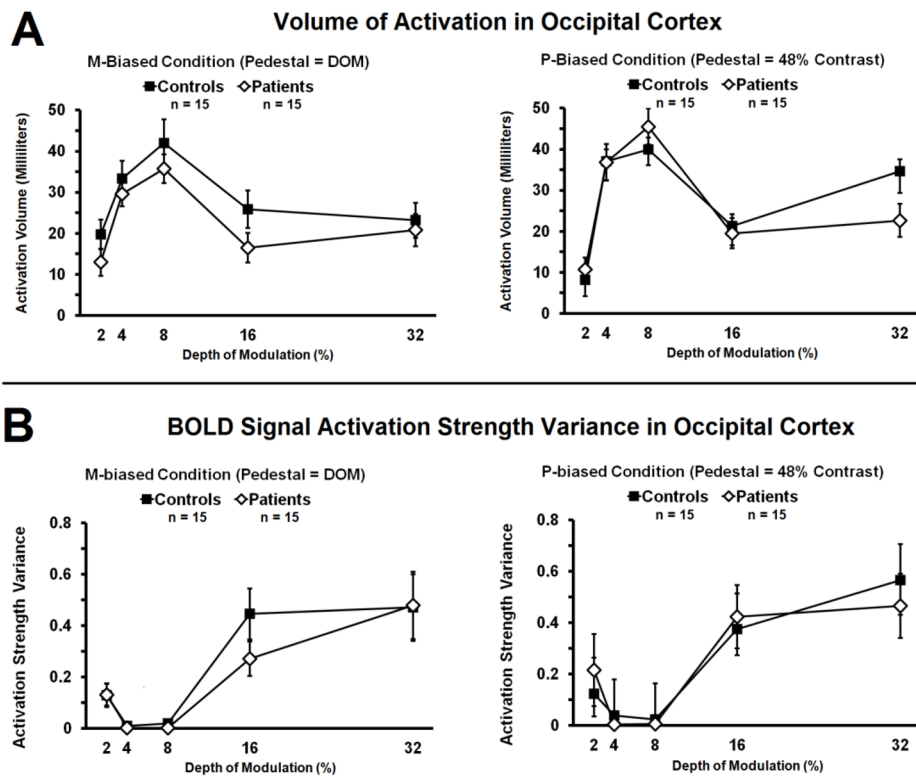 A
Volume of Activation in Occipital Cortex
M-Biased Condition (Pedestal = DOM)
Controls Patients
n = 15 n = 15
Activation Volume (Milliliters)
50
40
30
20
10
0
2 4 8 16 32
Depth of Modulation (%)
P-Biased Condition (Pedestal = 48% Contrast)
Controls Patients
n = 15 n = 15
Activation Volume (Milliliters)
50
40
30
20
10
0
2 4 8 16 32
Depth of Modulation (%)
B
BOLD Signal Activation Strength Variance in Occipital Cortex
M-biased Condition (Pedestal = DOM)
Controls Patients
n = 15 n = 15
Activation Strength Variance
0.8
0.6
0.4
0.2
0
2 4 8 16 32
Depth of Modulation (%)
P-biased Condition (Pedestal = 48% Contrast)
Controls Patients
n = 15 n = 15
Activation Strength Variance
0.8
0.6
0.4
0.2
0
2 4 8 16 32
Depth of Modulation (%)